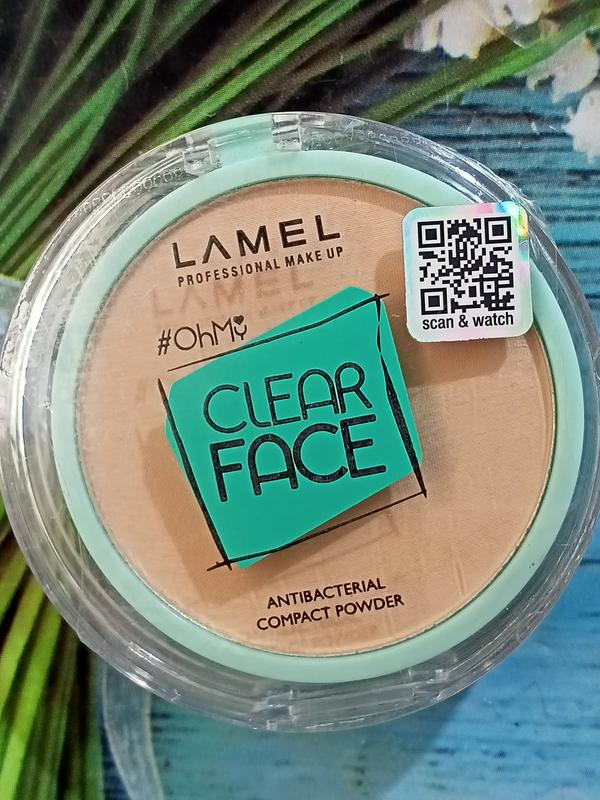 LAMEL
PROFESSIONAL MAKE UP
#OhMy
CLEAR
FACE
scan & watch
ANTIBACTERIAL
COMPACT POWDER